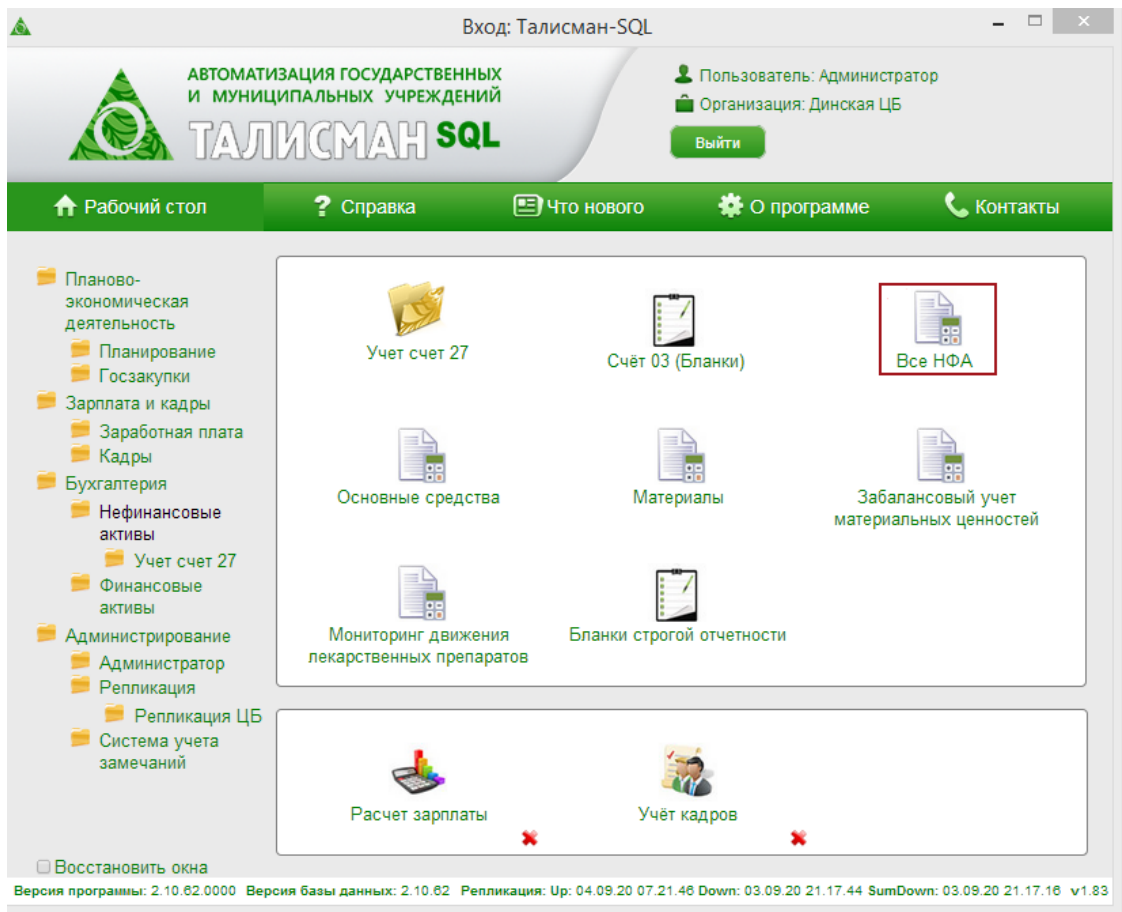 Вход: Талисман-SQL
АВТОМАТИЗАЦИЯ ГОСУДАРСТВЕННЫХ
И МУНИЦИПАЛЬНЫХ УЧРЕЖДЕНИЙ
ТАЛИСМАН SQL
Пользователь: Администратор
Организация: Динская ЦБ
Выйти
Рабочий стол
Справка
Что нового
О программе
Контакты
Планово-
экономическая
деятельность
Планирование
Госзакупки
Зарплата и кадры
Заработная плата
Кадры
Бухгалтерия
Нефинансовые
активы
Учет счет 27
Финансовые
активы
Администрирование
Администратор
Репликация
Репликация ЦБ
Система учета
замечаний
Восстановить окна
Учет счет 27
Счёт 03 (Бланки)
Все НФА
Основные средства
Материалы
Забалансовый учет
материальных ценностей
Мониторинг движения
лекарственных препаратов
Бланки строгой отчетности
Расчет зарплаты
Учёт кадров
Версия программы: 2.10.62.0000 Версия базы данных: 2.10.62 Репликация: Up: 04.09.20 07.21.46 Down: 03.09.20 21.17.44 SumDown: 03.09.20 21.17.16 v1.83